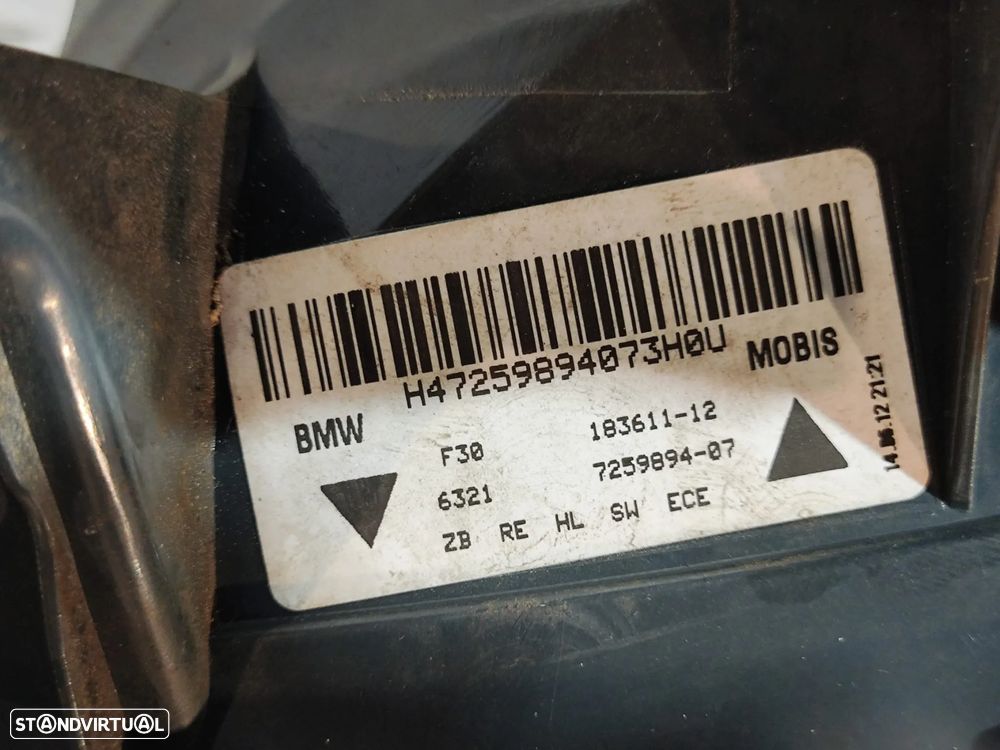 H47259894073H0U
BMW
MOBIS
F30 183611-12
6321 7259894-07
ZB RE HL SW ECE
14.06.12 21:21
STANDVIRTUAL